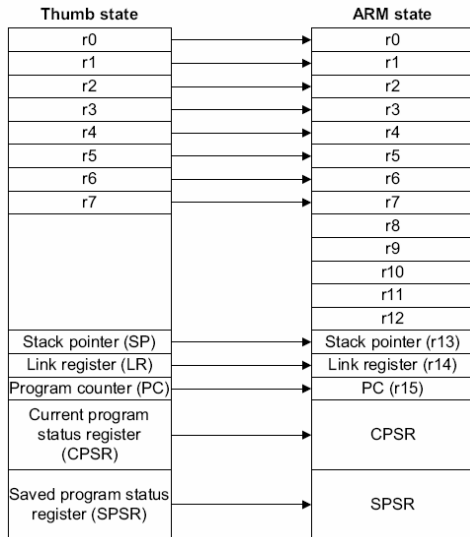 Thumb state
ARM state
r0
r0
r1
r1
r2
r2
r3
r3
r4
r4
r5
r5
r6
r6
r7
r7
r8
r9
r10
r11
r12
Stack pointer (SP)
Stack pointer (r13)
Link register (LR)
Link register (r14)
Program counter (PC)
PC (r15)
Current program
status register
(CPSR)
CPSR
Saved program status
register (SPSR)
SPSR